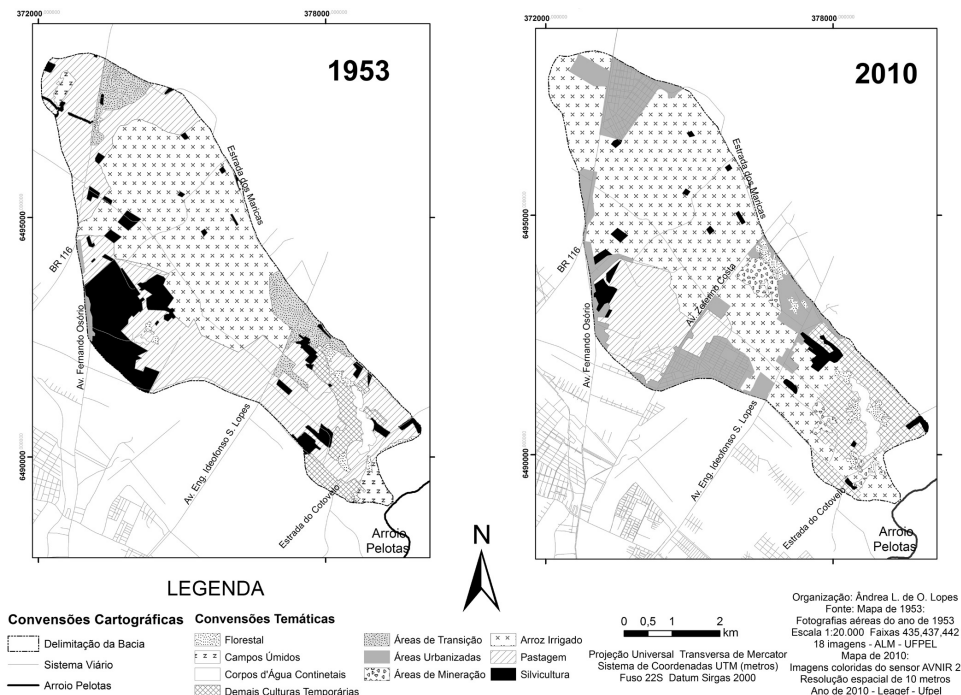 372000
378000
372000
378000
1953
2010
Estrada dos Maricas
Estrada dos Maricas
6495000
6495000
BR 116
BR 116
Av. Zeferino Costa
Av. Fernando Osório
Av. Fernando Osório
Av. Eng. Ideofonso S. Lopes
Av. Eng. Ideofonso S. Lopes
6490000
6490000
Estrada do Cotovelo
Estrada do Cotovelo
Arroio
Pelotas
Arroio
Pelotas
N
LEGENDA
Convenções Cartográficas
Delimitação da Bacia
Sistema Viário
Arroio Pelotas
Convenções Temáticas
Florestal
Campos Úmidos
Corpos d'Água Continetais
Demais Culturas Temporárias
Áreas de Transição
Áreas Urbanizadas
Áreas de Mineração
Arroz Irrigado
Pastagem
Silvicultura
0 0,5 1 2
km
Projeção Universal Transversa de Mercator
Sistema de Coordenadas UTM (metros)
Fuso 22S Datum Sirgas 2000
Organização: Ândrea L. de O. Lopes
Fonte: Mapa de 1953:
Fotografias aéreas do ano de 1953
Escala 1:20.000 Faixas 435,437,442
18 imagens - ALM - UFPEL
Mapa de 2010:
Imagens coloridas do sensor AVNIR 2
Resolução espacial de 10 metros
Ano de 2010 - Leagef - Ufpel